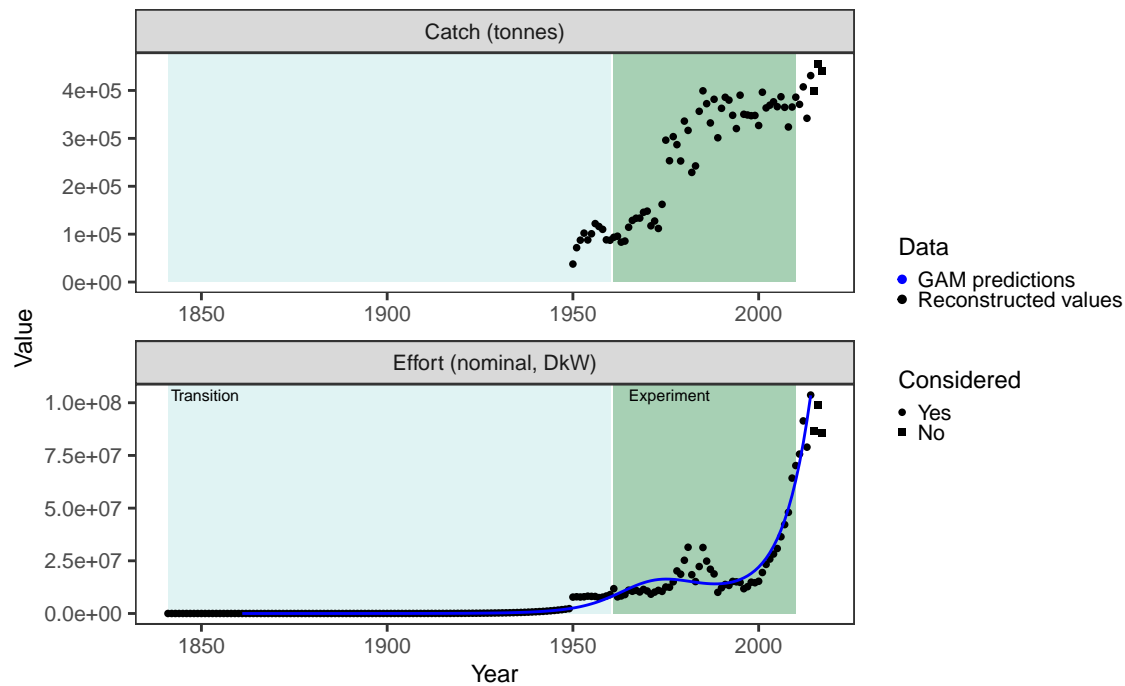 Catch (tonnes)
4e+05
3e+05
2e+05
1e+05
0e+00
1850 1900 1950 2000
Value
Effort (nominal, DkW)
Transition Experiment
1.0e+08
7.5e+07
5.0e+07
2.5e+07
0.0e+00
1850 1900 1950 2000
Year
Data
GAM predictions
Reconstructed values
Considered
Yes
No